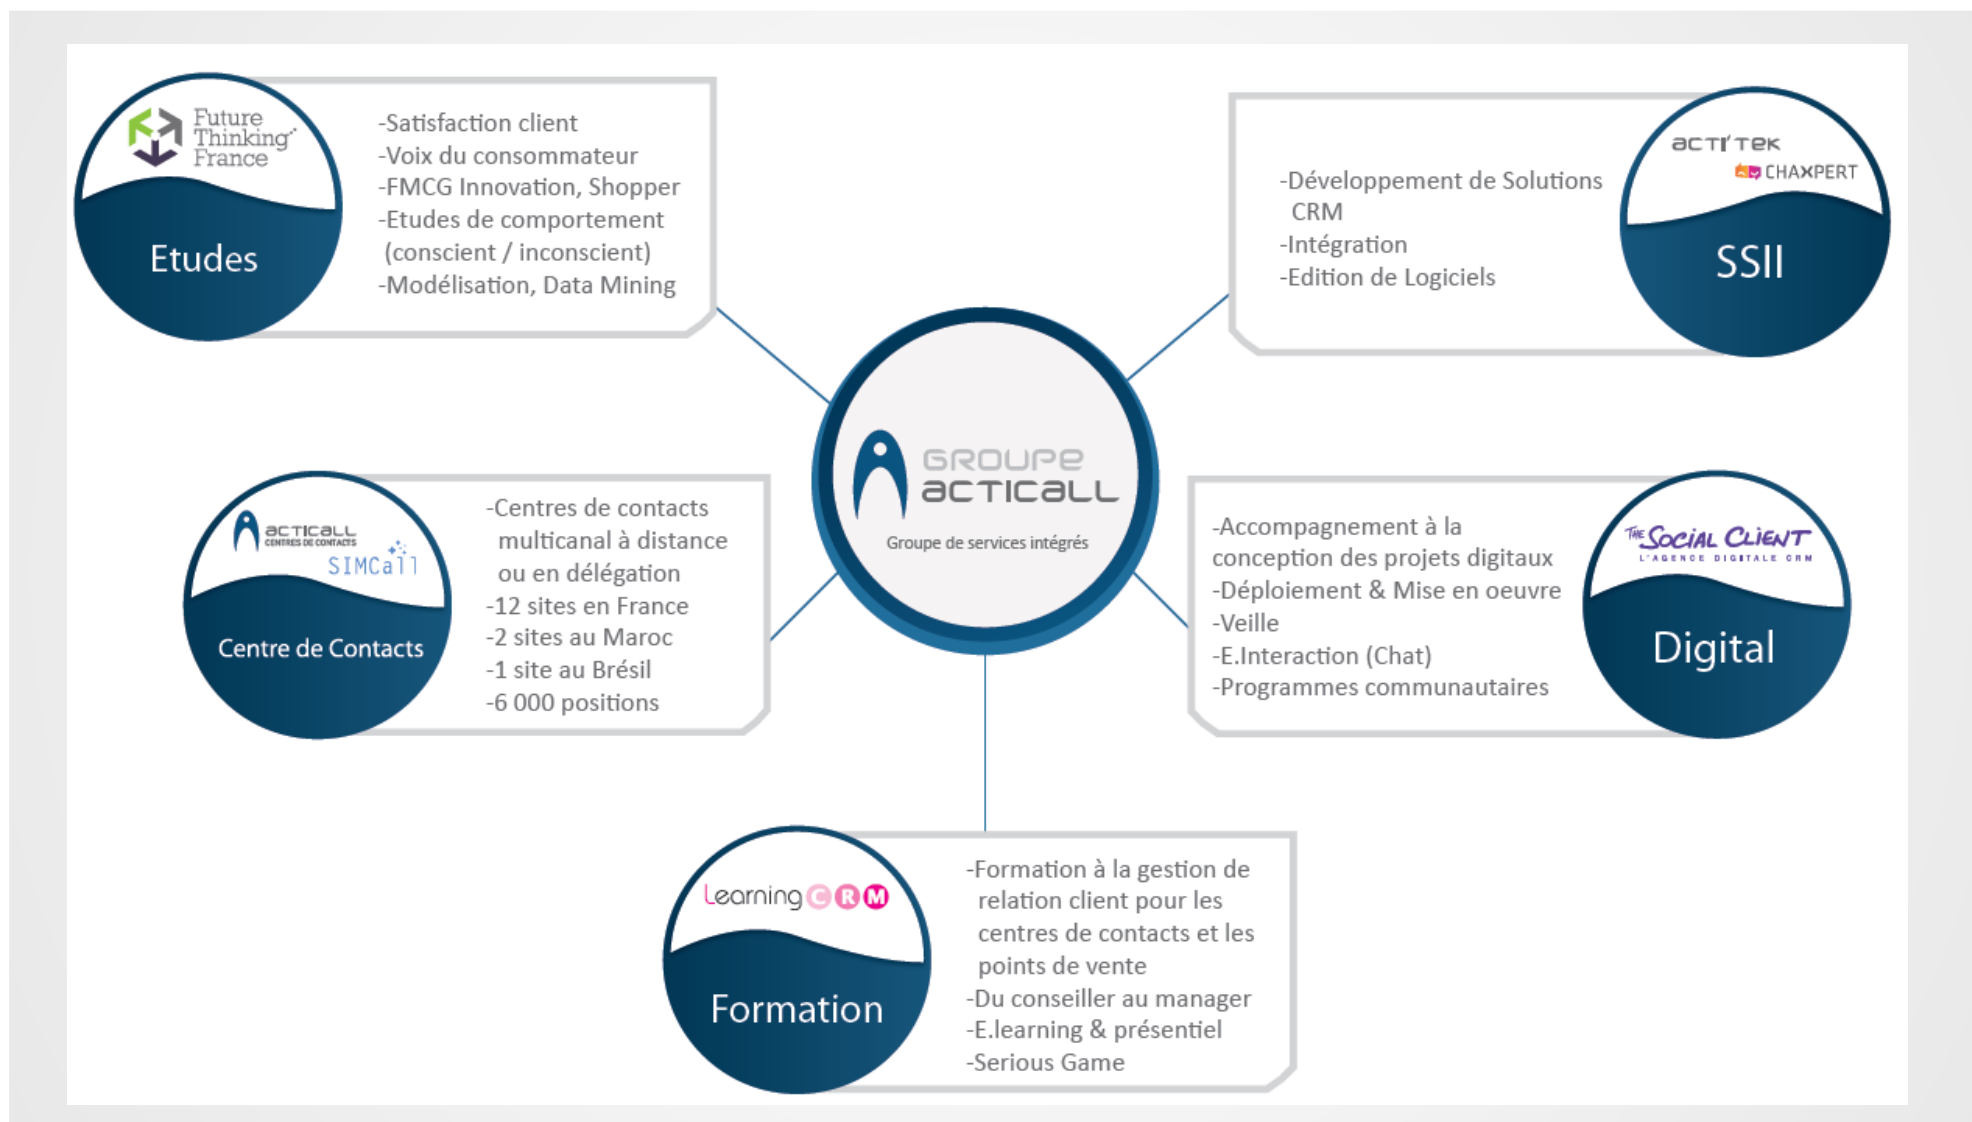 Future
Thinking
France
Etudes
-Satisfaction client
-Voix du consommateur
-FMCG Innovation, Shopper
-Etudes de comportement
(conscient / inconscient)
-Modélisation, Data Mining
-Développement de Solutions
CRM
-Intégration
-Edition de Logiciels
ACTI'TEK
CHAXPERT
SSII
GROUPE
ACTICALL
Groupe de services intégrés
ACTICALL
CENTRES DE CONTACTS
SIMCall
Centre de Contacts
-Centres de contacts
multicanal à distance
ou en délégation
-12 sites en France
-2 sites au Maroc
-1 site au Brésil
-6 000 positions
-Accompagnement à la
conception des projets digitaux
-Déploiement & Mise en oeuvre
-Veille
-E.Interaction (Chat)
-Programmes communautaires
THE SOCIAL CLIENT
L'AGENCE DIGITALE CRM
Digital
Learning CRM
Formation
-Formation à la gestion de
relation client pour les
centres de contacts et les
points de vente
-Du conseiller au manager
-E.learning & présentiel
-Serious Game